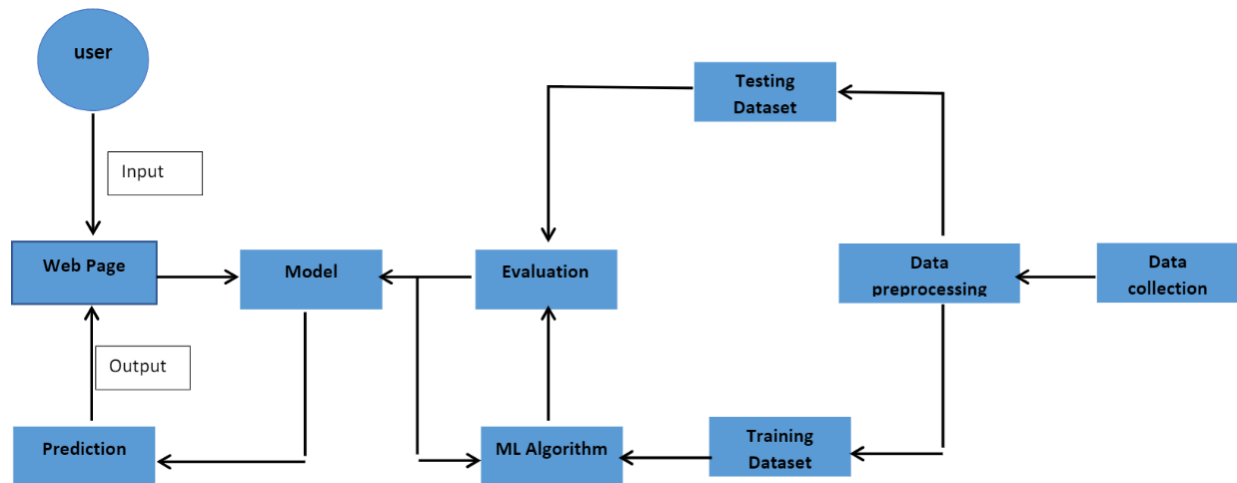 user
Testing
Dataset
Input
Web Page
Model
Evaluation
Data
preprocessing
Data
collection
Output
Prediction
ML Algorithm
Training
Dataset